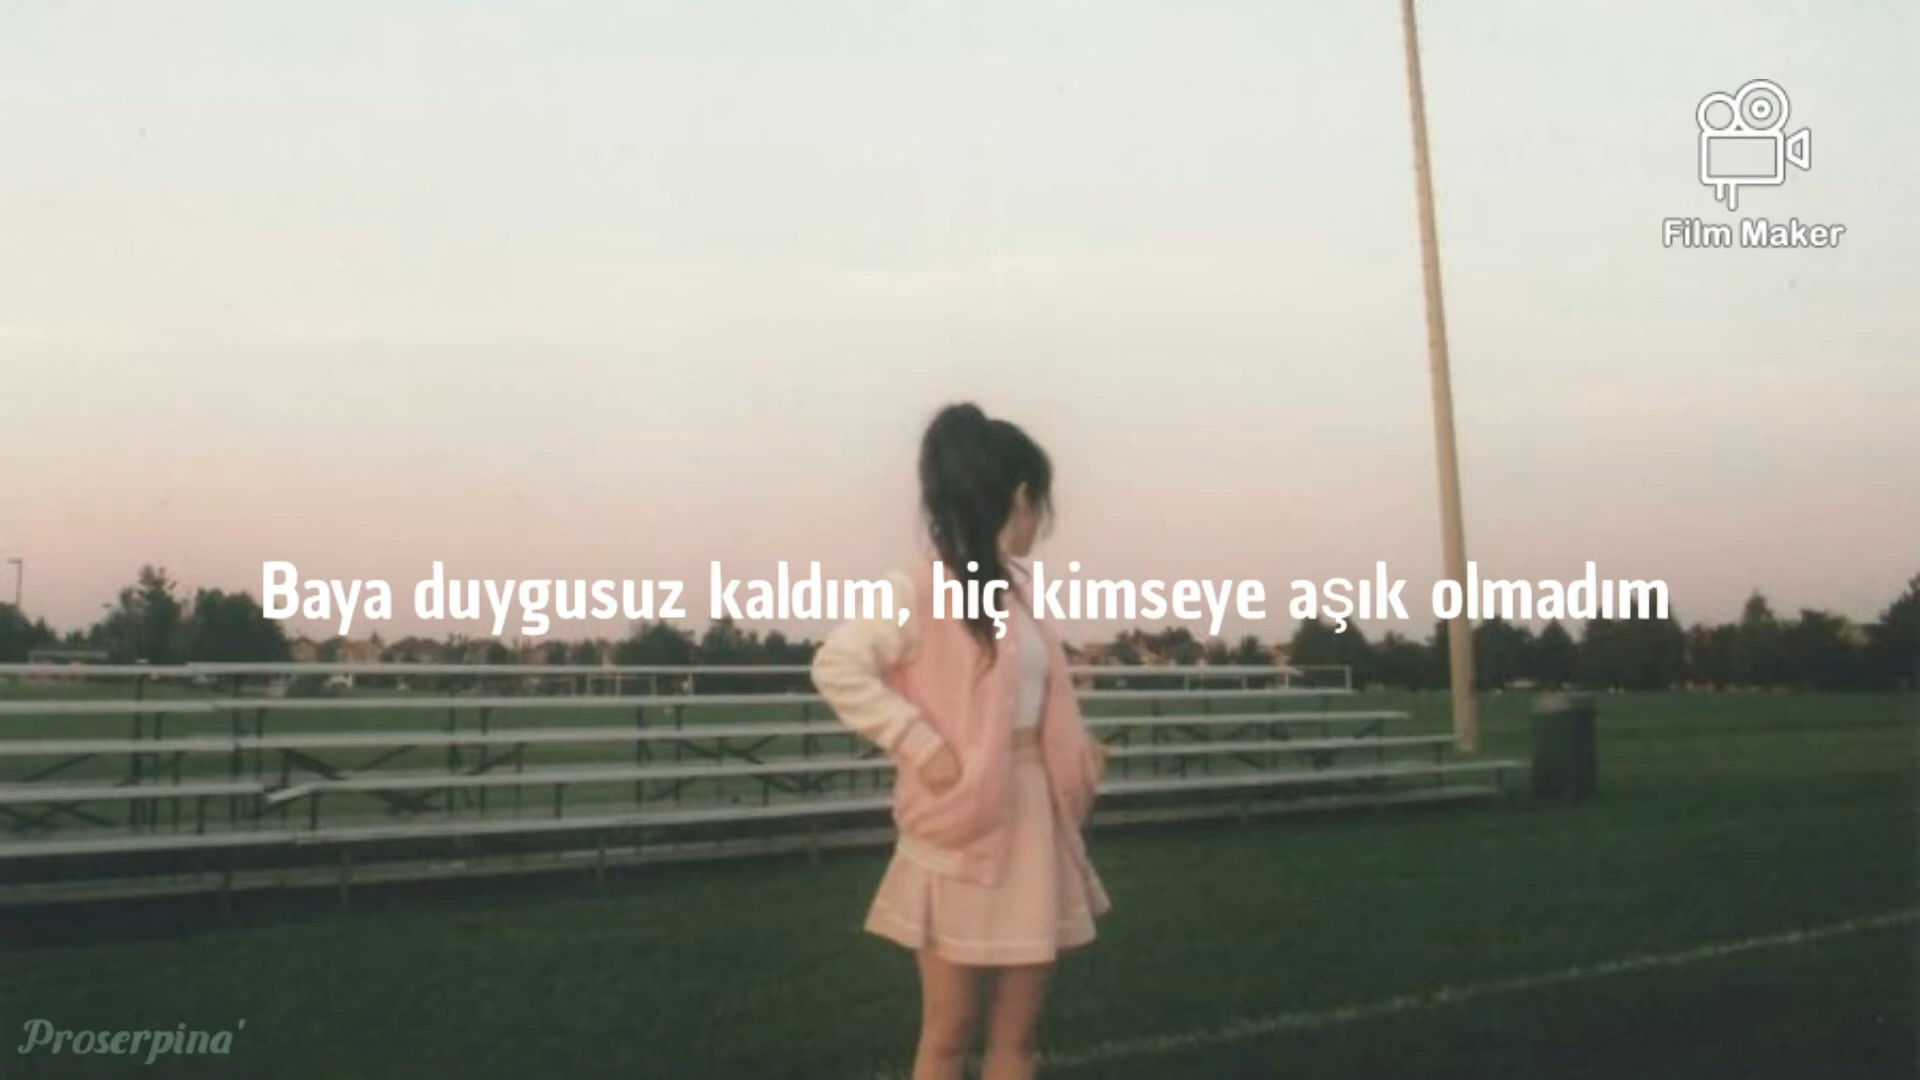 Film Maker
Baya duygusuz kaldım, hiç kimseye aşık olmadım
Proserpina'